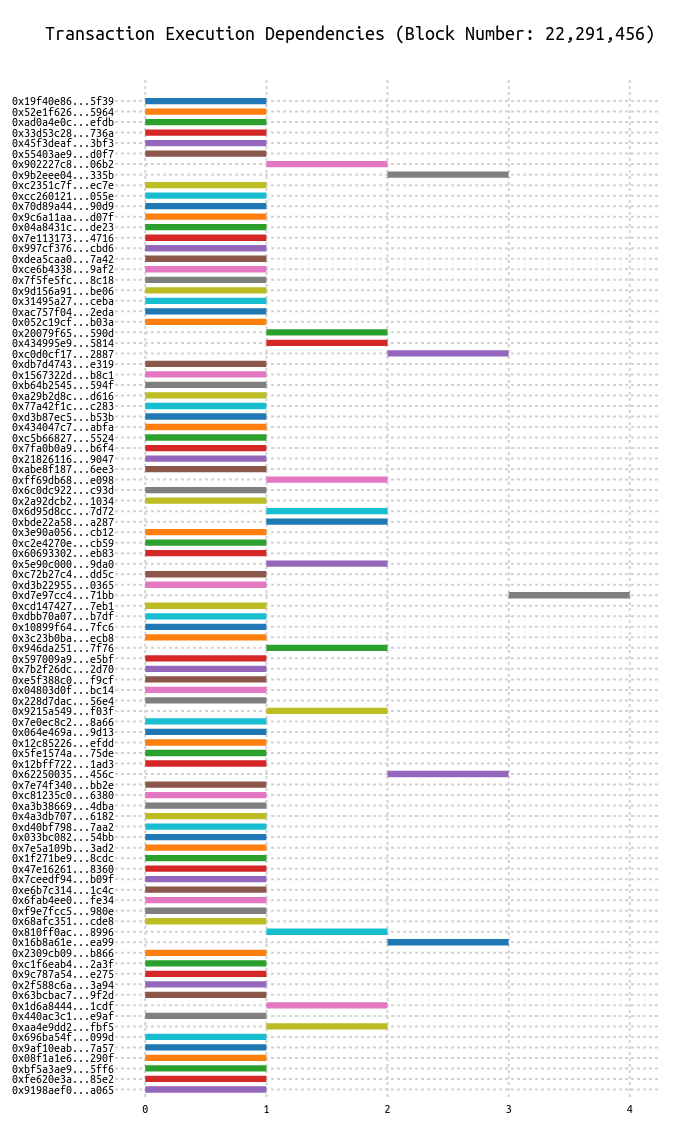 Transaction Execution Dependencies (Block Number: 22,291,456)
0x19f40e86...5f39
0x52e1f626...5964
0xad0a4e0c...efdb
0x33d53c28...736a
0x45f3deaf...3bf3
0x55403ae9...d0f7
0x902227c8...06b2
0x9b2eee04...335b
0xc2351c7f...ec7e
0xcc260121...055e
0x70d89a44...90d9
0x9c6a11aa...d07f
0x04a8431c...de23
0x7e113173...4716
0x997cf376...cbd6
0xdea5caa0...7a42
0xce6b4338...9af2
0x7f5fe5fc...8c18
0x9d156a91...be06
0x31495a27...ceba
0xac757f04...2eda
0x052c19cf...b03a
0x20079f65...590d
0x434995e9...5814
0xc0d0cf17...2887
0xdb7d4743...e319
0x1567322d...b8c1
0xb64b2545...594f
0xa29b2d8c...d616
0x77a42f1c...c283
0xd3b87ec5...b53b
0x434047c7...abfa
0xc5b66827...5524
0x7fa0b0a9...b6f4
0x21826116...9047
0xabe8f187...6ee3
0xff69db68...e098
0x6c0dc922...c93d
0x2a92dcb2...1034
0x6d95d8cc...7d72
0xbde22a58...a287
0x3e90a056...cb12
0xc2e4270e...cb59
0x60693302...eb83
0x5e90c000...9da0
0xc72b27c4...dd5c
0xd3b22955...0365
0xd7e97cc4...71bb
0xcd147427...7eb1
0xdbb70a07...b7df
0x10899f64...7fc6
0x3c23b0ba...ecb8
0x946da251...7f76
0x597009a9...e5bf
0x7b2f26dc...2d70
0xe5f388c0...f9cf
0x04803d0f...bc14
0x228d7dac...56e4
0x9215a549...f03f
0x7e0ec8c2...8a66
0x064e469a...9d13
0x12c85226...efdd
0x5fe1574a...75de
0x12bff722...1ad3
0x62250035...456c
0x7e74f340...bb2e
0xc81235c0...6380
0xa3b38669...4dba
0x4a3db707...6182
0xd40bf798...7aa2
0x033bc082...54bb
0x7e5a109b...3ad2
0x1f271be9...8cdc
0x47e16261...8360
0x7ceedf94...b09f
0xe6b7c314...1c4c
0x6fab4ee0...fe34
0xf9e7fcc5...980e
0x68afc351...cde8
0x810ff0ac...8996
0x16b8a61e...ea99
0x2309cb09...b866
0xc1f6eab4...2a3f
0x9c787a54...e275
0x2f588c6a...3a94
0x63bcbac7...9f2d
0x1d6a8444...1cdf
0x440ac3c1...e9af
0xaa4e9dd2...fbf5
0x696ba54f...099d
0x9af10eab...7a57
0x08f1a1e6...290f
0xbf5a3ae9...5ff6
0xfe620e3a...85e2
0x9198aef0...a065
0 1 2 3 4